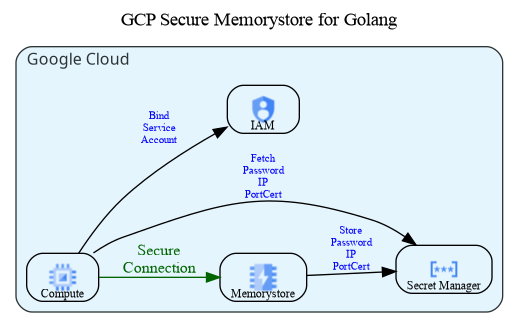 GCP Secure Memorystore for Golang
Google Cloud
Bind
Service
Account
IAM
Fetch
Password
IP
PortCert
Store
Password
IP
PortCert
Secure
Connection
Compute
Memorystore
[***]
Secret Manager